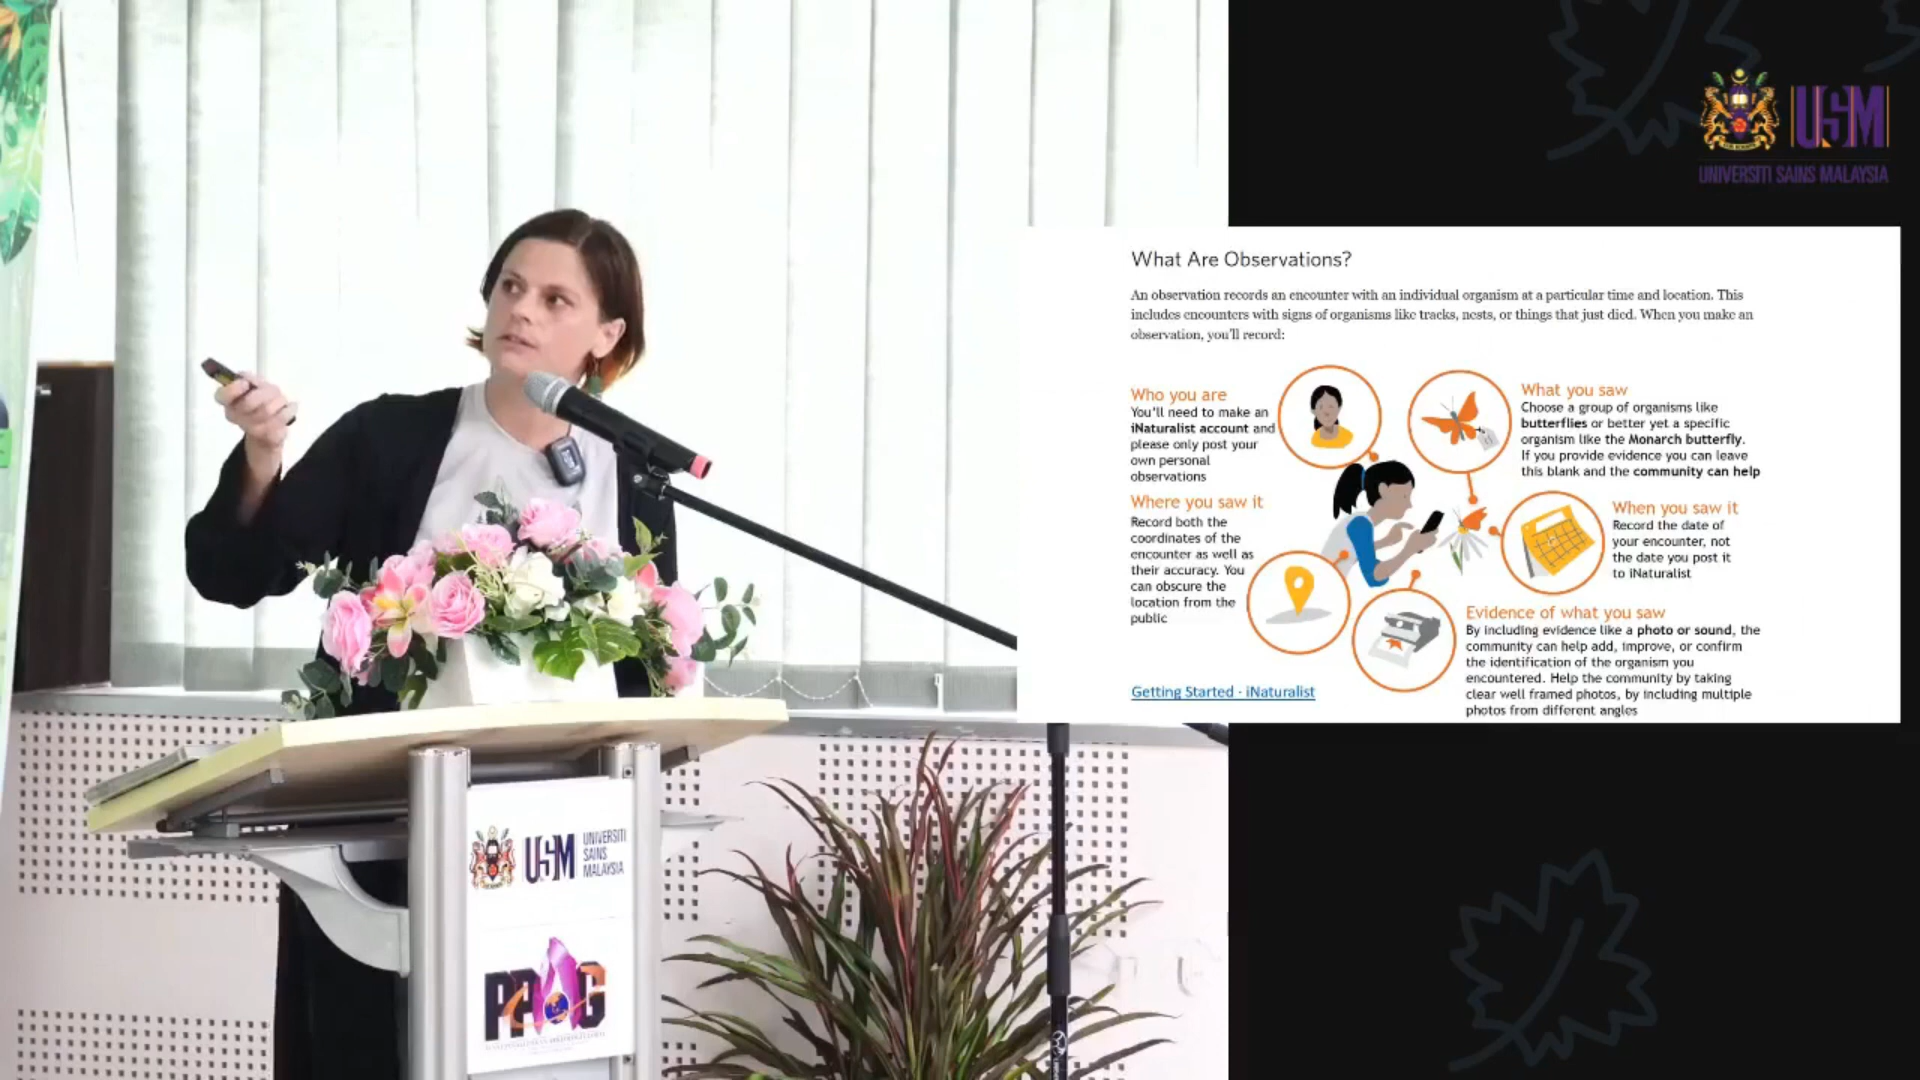 USM
UNIVERSITI SAINS MALAYSIA
What Are Observations?
An observation records an encounter with an individual organism at a particular time and location. This
includes encounters with signs of organisms like tracks, nests, or things that just died. When you make an
observation, you'll record:
Who you are
You'll need to make an
iNaturalist account and
please only post your
own personal
observations
What you saw
Choose a group of organisms like
butterflies or better yet a specific
organism like the Monarch butterfly.
If you provide evidence you can leave
this blank and the community can help
Where you saw it
Record both the
coordinates of the
encounter as well as
their accuracy. You
can obscure the
location from the
public
When you saw it
Record the date of
your encounter, not
the date you post it
to iNaturalist
Evidence of what you saw
By including evidence like a photo or sound, the
community can help add, improve, or confirm
the identification of the organism you
encountered. Help the community by taking
clear well framed photos, by including multiple
photos from different angles
Getting Started · iNaturalist
USM
UNIVERSITI
SAINS
MALAYSIA